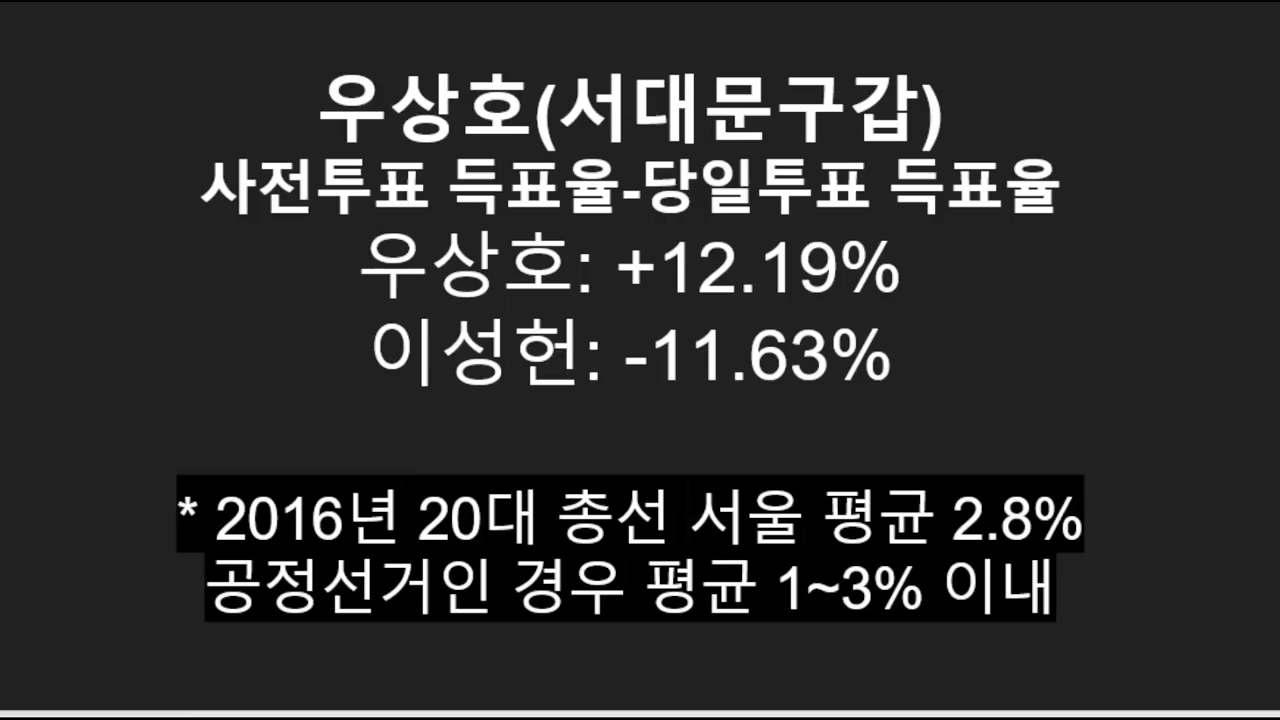 우상호(서대문구갑)
사전투표 득표율-당일투표 득표율
우상호: +12.19%
이성헌: -11.63%
* 2016년 20대 총선 서울 평균 2.8%
공정선거인 경우 평균 1~3% 이내